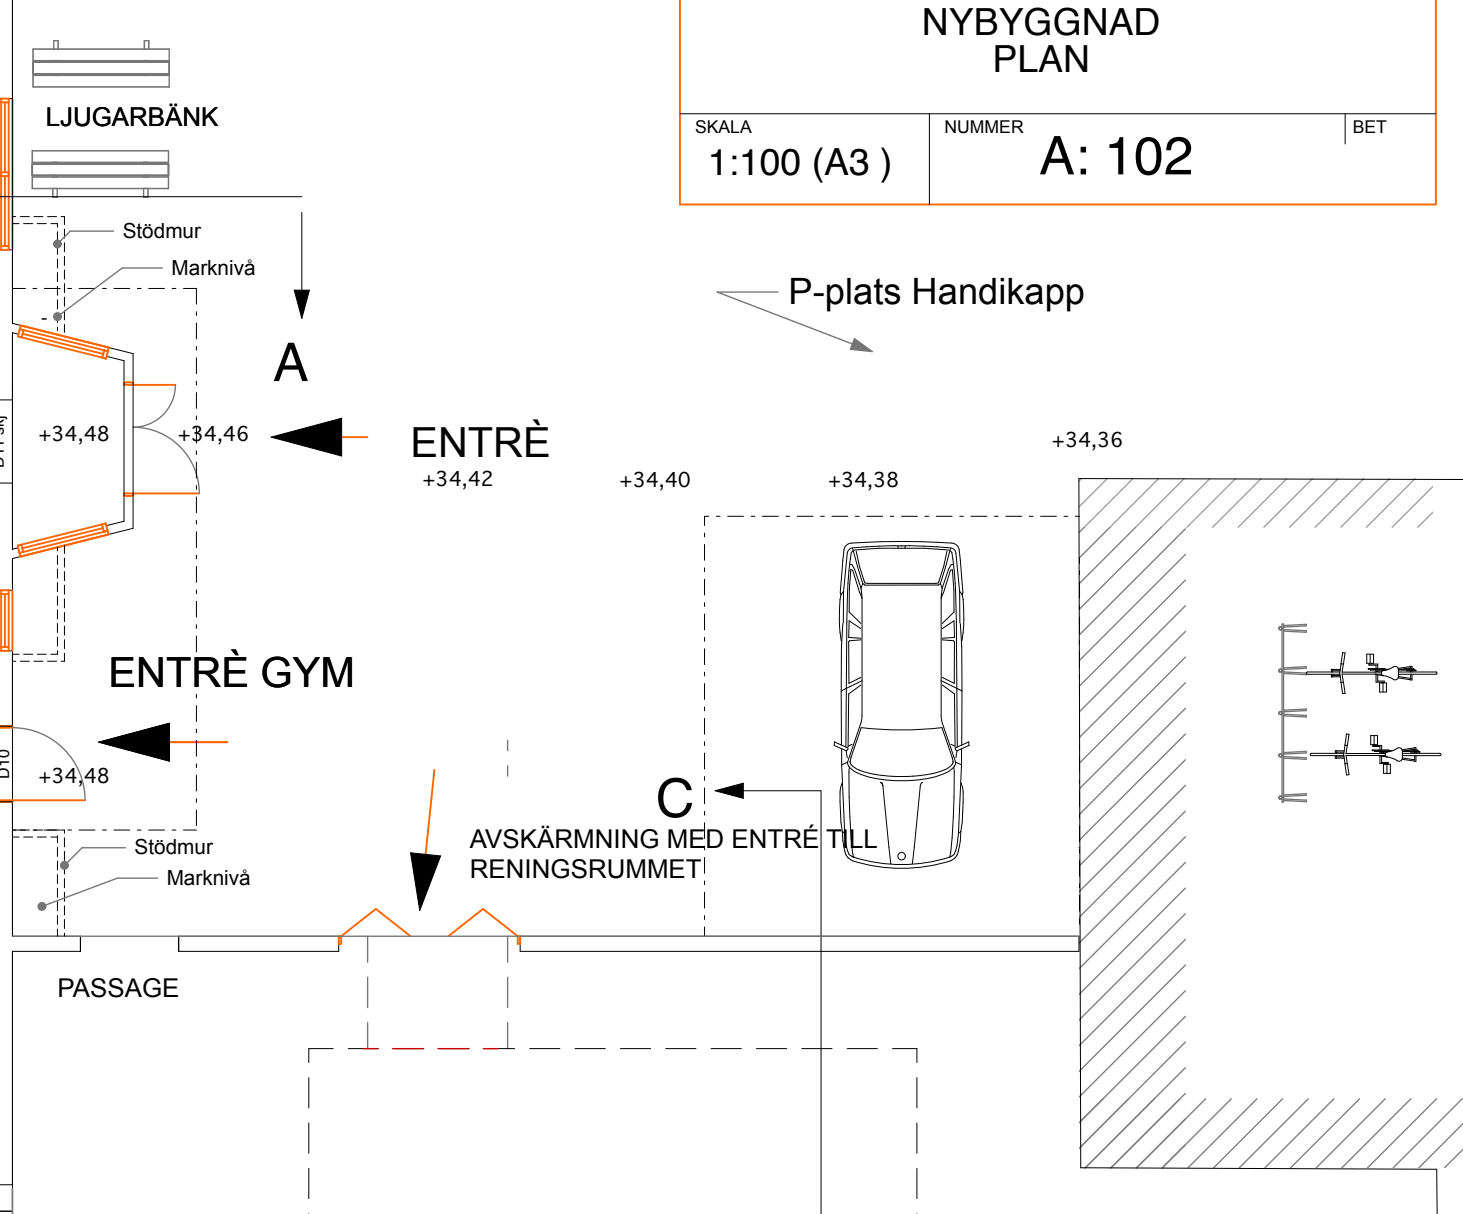 NYBYGGNAD
PLAN
SKALA
1:100 (A3 )
NUMMER
A: 102
BET
LJUGARBÄNK
Stödmur
Marknivå
P-plats Handikapp
A
-
+34,48
+34,46
ENTRÈ
+34,42
+34,40
+34,38
+34,36
ENTRÈ GYM
D10
+34,48
C
AVSKÄRMNING MED ENTRÉ TILL
RENINGSRUMMET
Stödmur
Marknivå
PASSAGE